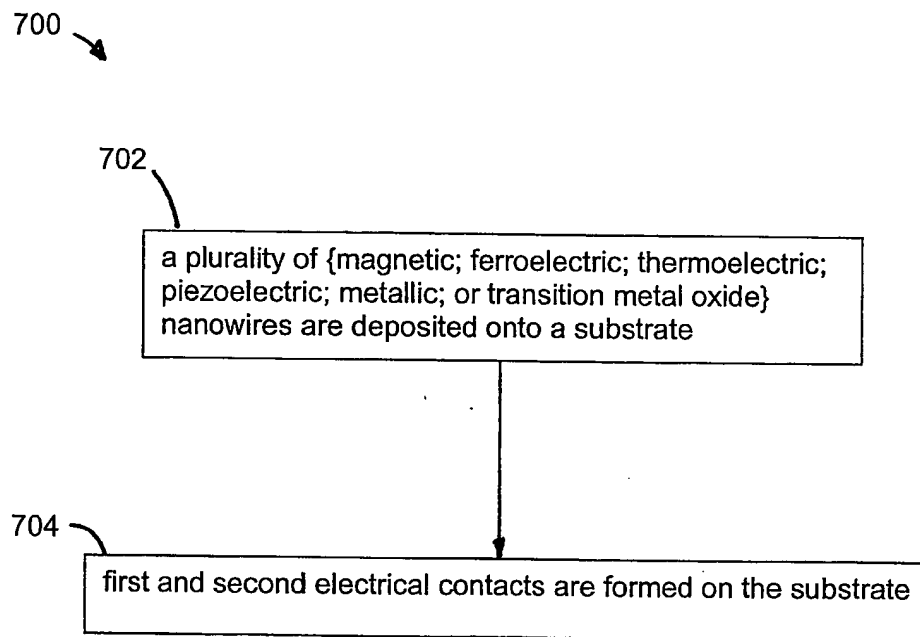 700
702
a plurality of {magnetic; ferroelectric; thermoelectric;
piezoelectric; metallic; or transition metal oxide}
nanowires are deposited onto a substrate
704
first and second electrical contacts are formed on the substrate